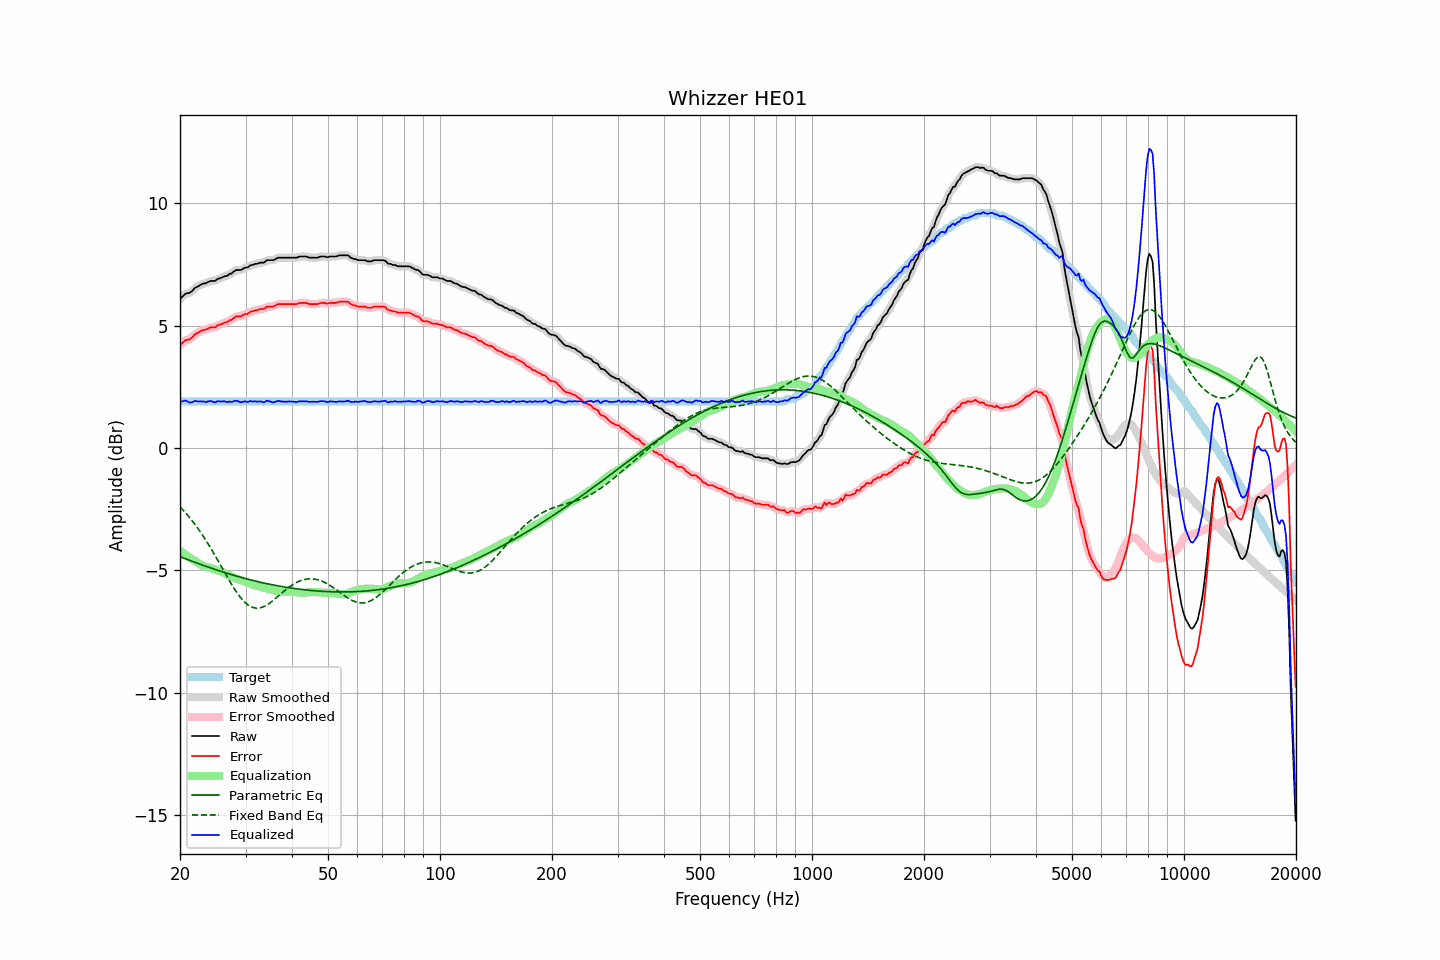 Whizzer HE01
Amplitude (dBr)
10
5
0
−5
−10
−15
Target
Raw Smoothed
Error Smoothed
Raw
Error
Equalization
Parametric Eq
Fixed Band Eq
Equalized
20 50 100 200 500 1000 2000 5000 10000 20000
Frequency (Hz)